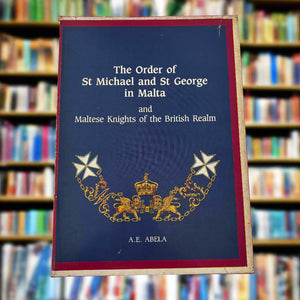 The Order of
St Michael and St George
in Malta
and
Maltese Knights of the British Realm
A.E. ABELA